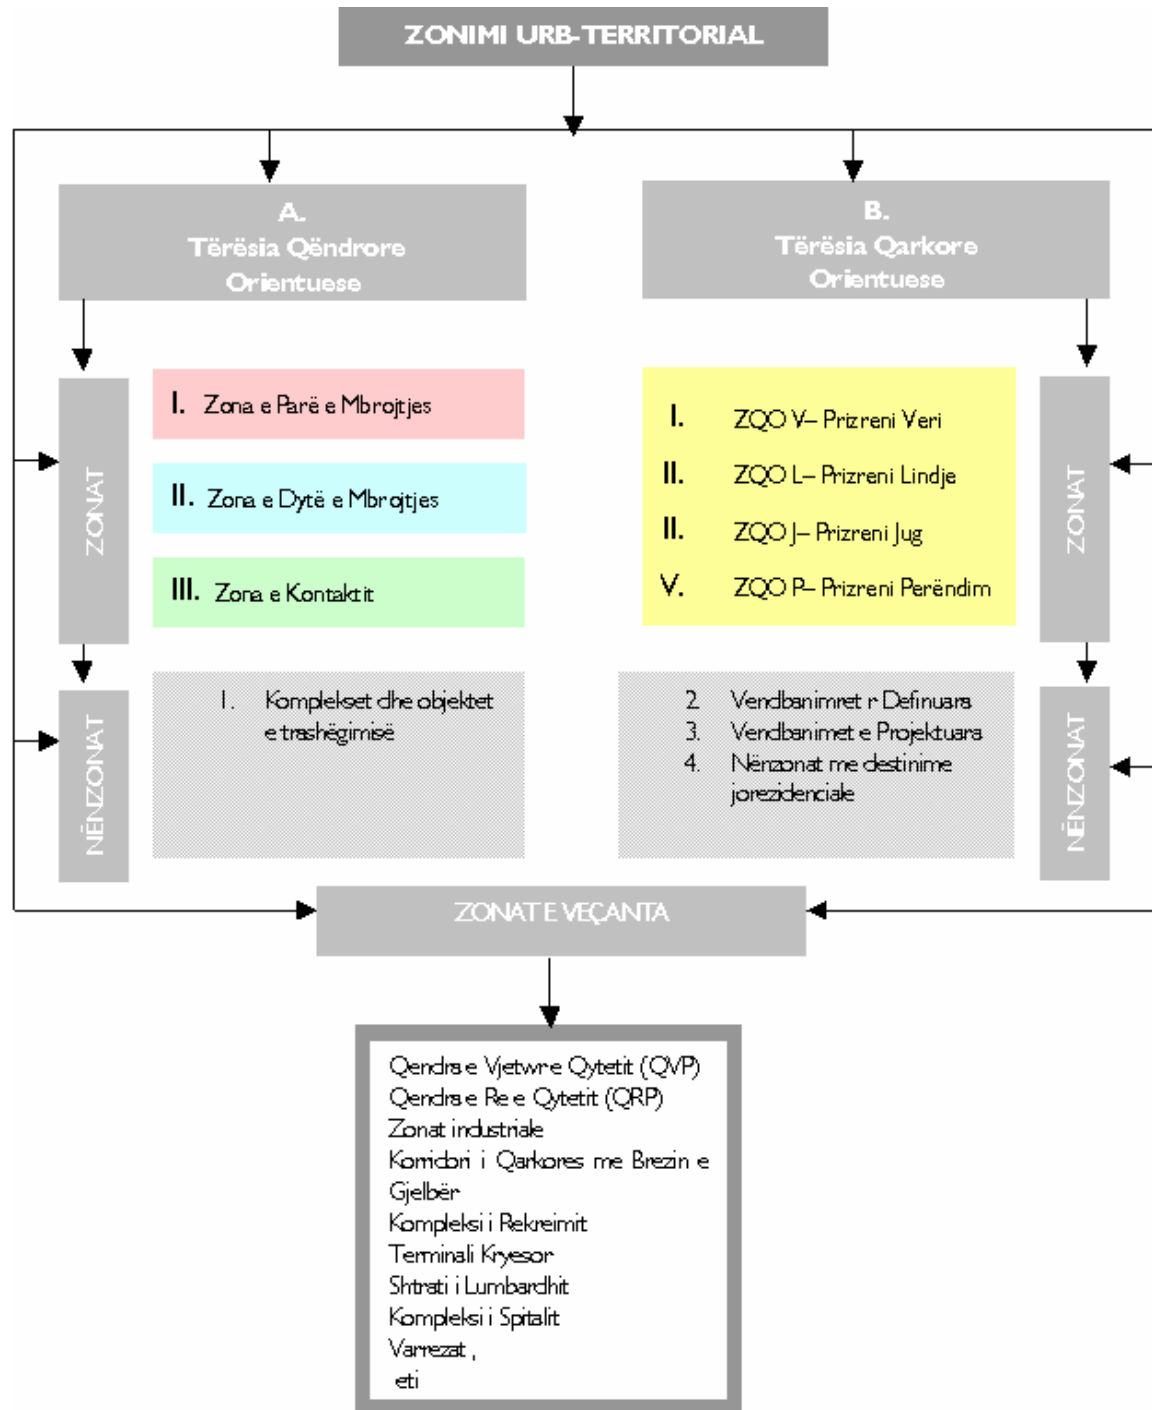 ZONIMI URB-TERRITORIAL
A.
Tërësia Qëndrore
Orientuese
B.
Tërësia Qarkore
Orientuese
ZONAT
I. Zona e Parë e Mbrojtjes
II. Zona e Dytë e Mbrojtjes
III. Zona e Kontaktit
I. ZQO V– Prizreni Veri
II. ZQO L– Prizreni Lindje
II. ZQO J– Prizreni Jug
V. ZQO P– Prizreni Perëndim
ZONAT
NËNZONAT
1. Komplekset dhe objektet
e trashëgimisë
2. Vendbanimret r Definuara
3. Vendbanimet e Projektuara
4. Nënzonat me destinime
jorezidenciale
NËNZONAT
ZONAT E VEÇANTA
Qendra e Vjetwr e Qytetit (QVP)
Qendra e Re e Qytetit (QRP)
Zonat industriale
Korridori i Qarkores me Brezin e
Gjelbër
Kompleksi i Rekreimit
Terminali Kryesor
Shtrati i Lumbardhit
Kompleksi i Spitalit
Varrezat ,
eti